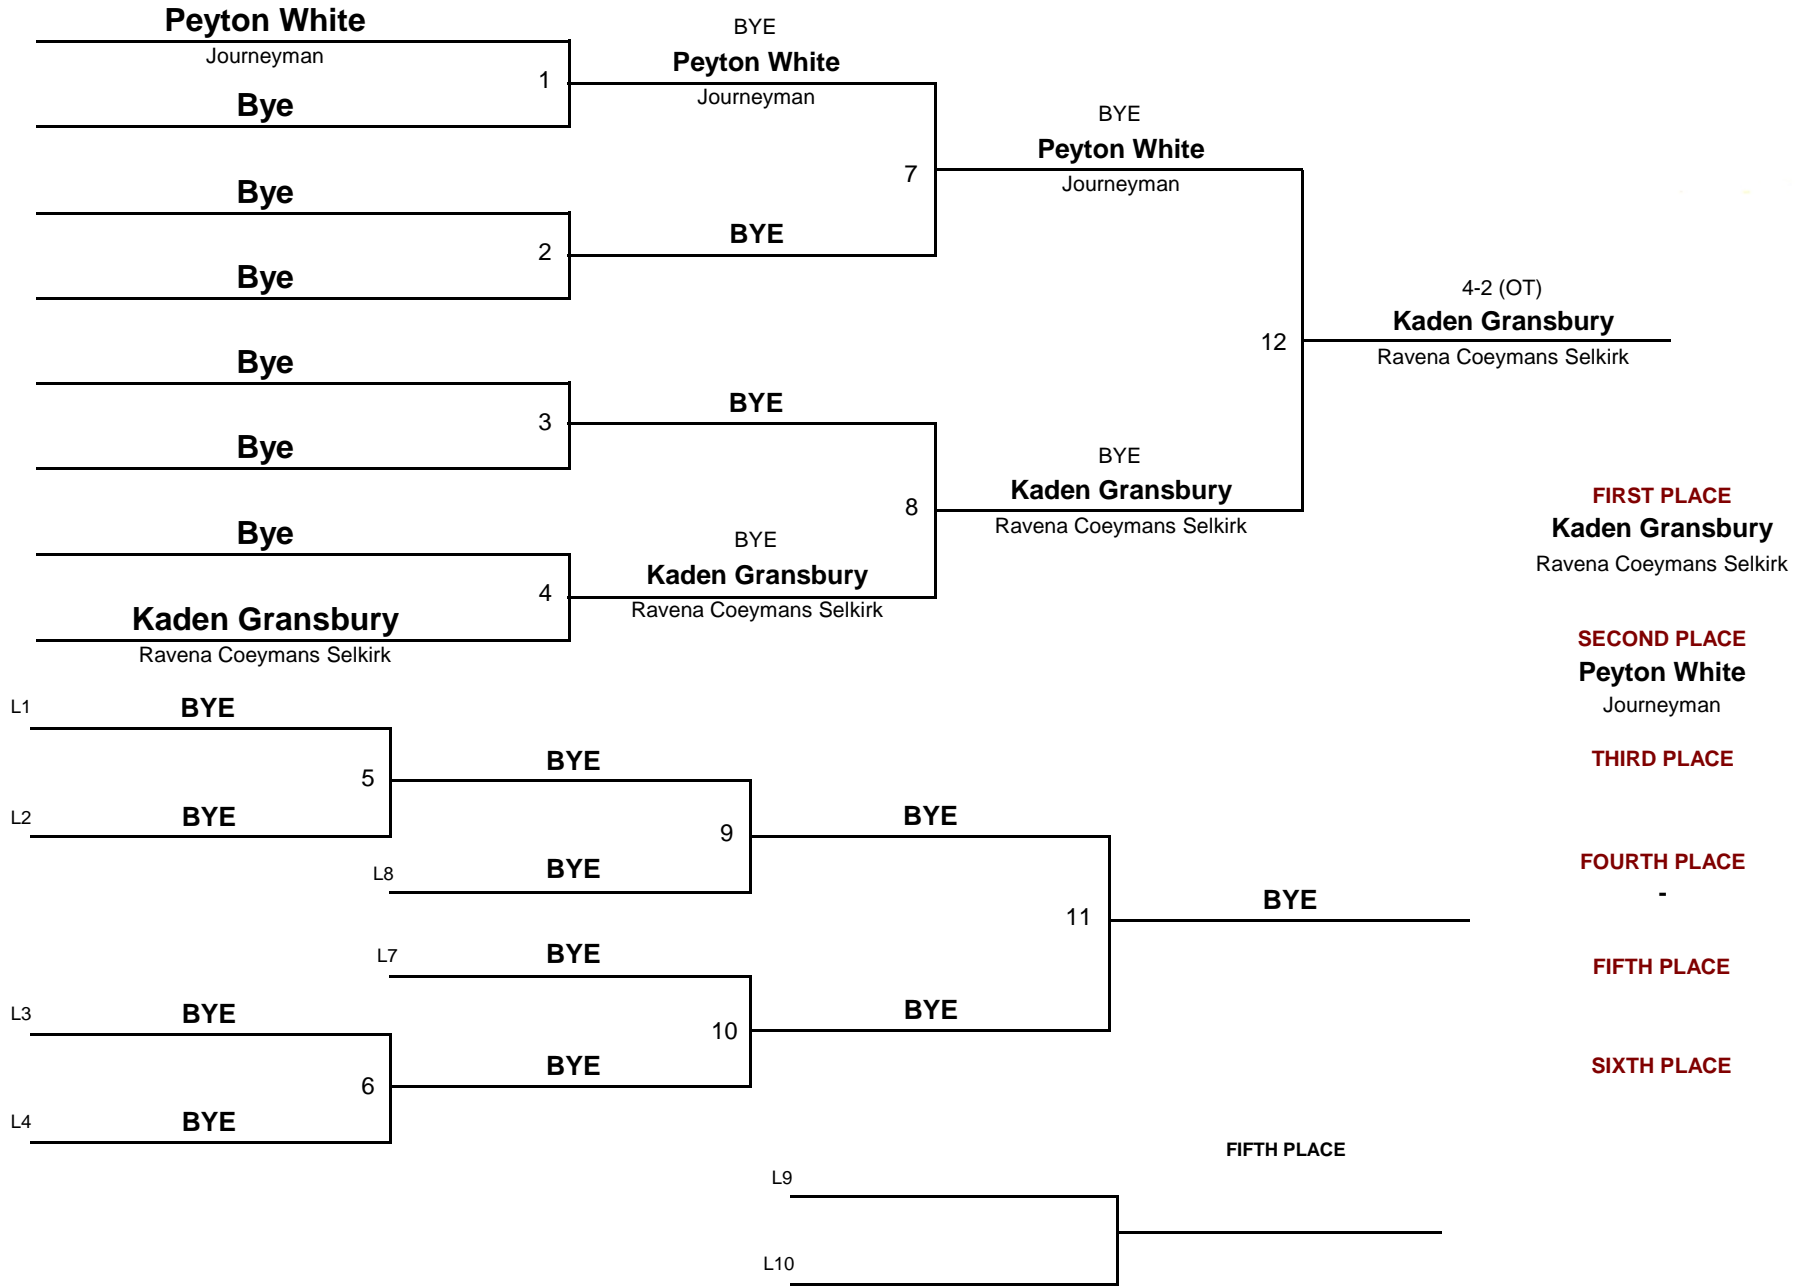 Peyton White
Journeyman
1
Bye
BYE
Peyton White
Journeyman
7
BYE
Peyton White
Journeyman
Bye
2
BYE
Bye
4-2 (OT)
Kaden Gransbury
12
Ravena Coeymans Selkirk
Bye
3
BYE
Bye
8
BYE
Kaden Gransbury
Ravena Coeymans Selkirk
Bye
4
BYE
Kaden Gransbury
Ravena Coeymans Selkirk
Kaden Gransbury
Ravena Coeymans Selkirk
FIRST PLACE
Kaden Gransbury
Ravena Coeymans Selkirk
SECOND PLACE
Peyton White
Journeyman
THIRD PLACE
FOURTH PLACE
-
FIFTH PLACE
SIXTH PLACE
L1 BYE
5
BYE
L2 BYE
9
BYE
L8 BYE
11
BYE
L7 BYE
10
BYE
L3 BYE
6
BYE
L4 BYE
FIFTH PLACE
L9
L10